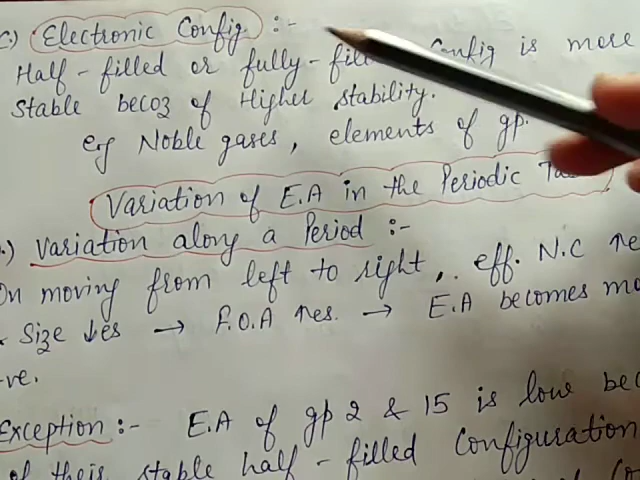 c.) Electronic Config. :-
Half-filled or fully- Config is more
Stable becoz of Higher stability.
eg Noble gases, elements of gp.
Variation of E.A in the Periodic
.) Variation along a Period :-
On moving from left to right, eff. N.C ↑es
& Size ↓es → F.O.A ↑es. → E.A becomes
-ve.
Exception :- E.A of gp 2 & 15 is low
of their stable half-filled Configuration